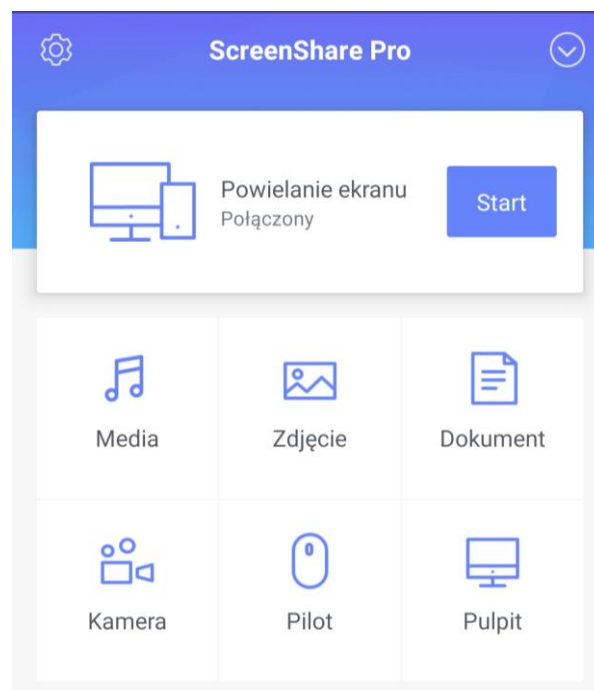 ScreenShare Pro
Powielanie ekranu
Połączony
Start
Media
Zdjęcie
Dokument
Kamera
Pilot
Pulpit